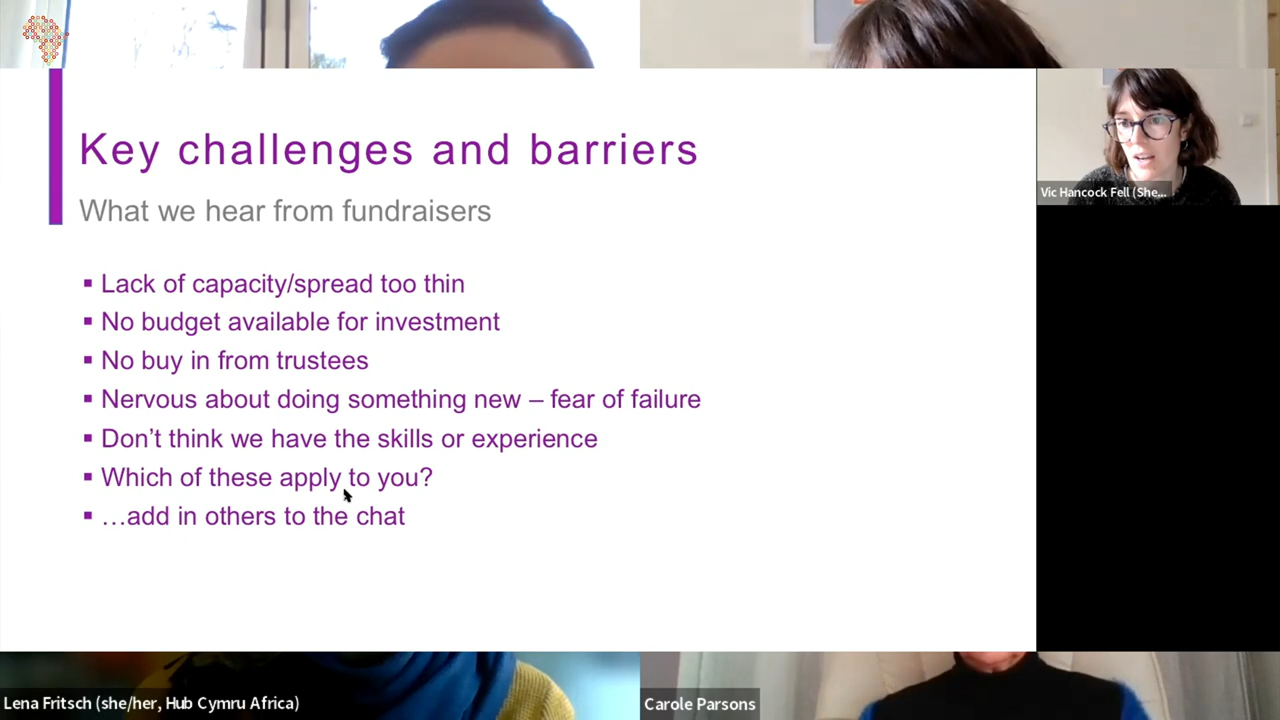 Key challenges and barriers
What we hear from fundraisers
▪ Lack of capacity/spread too thin
▪ No budget available for investment
▪ No buy in from trustees
▪ Nervous about doing something new – fear of failure
▪ Don’t think we have the skills or experience
▪ Which of these apply to you?
▪ …add in others to the chat
Vic Hancock Fell (She...
Lena Fritsch (she/her, Hub Cymru Africa)
Carole Parsons